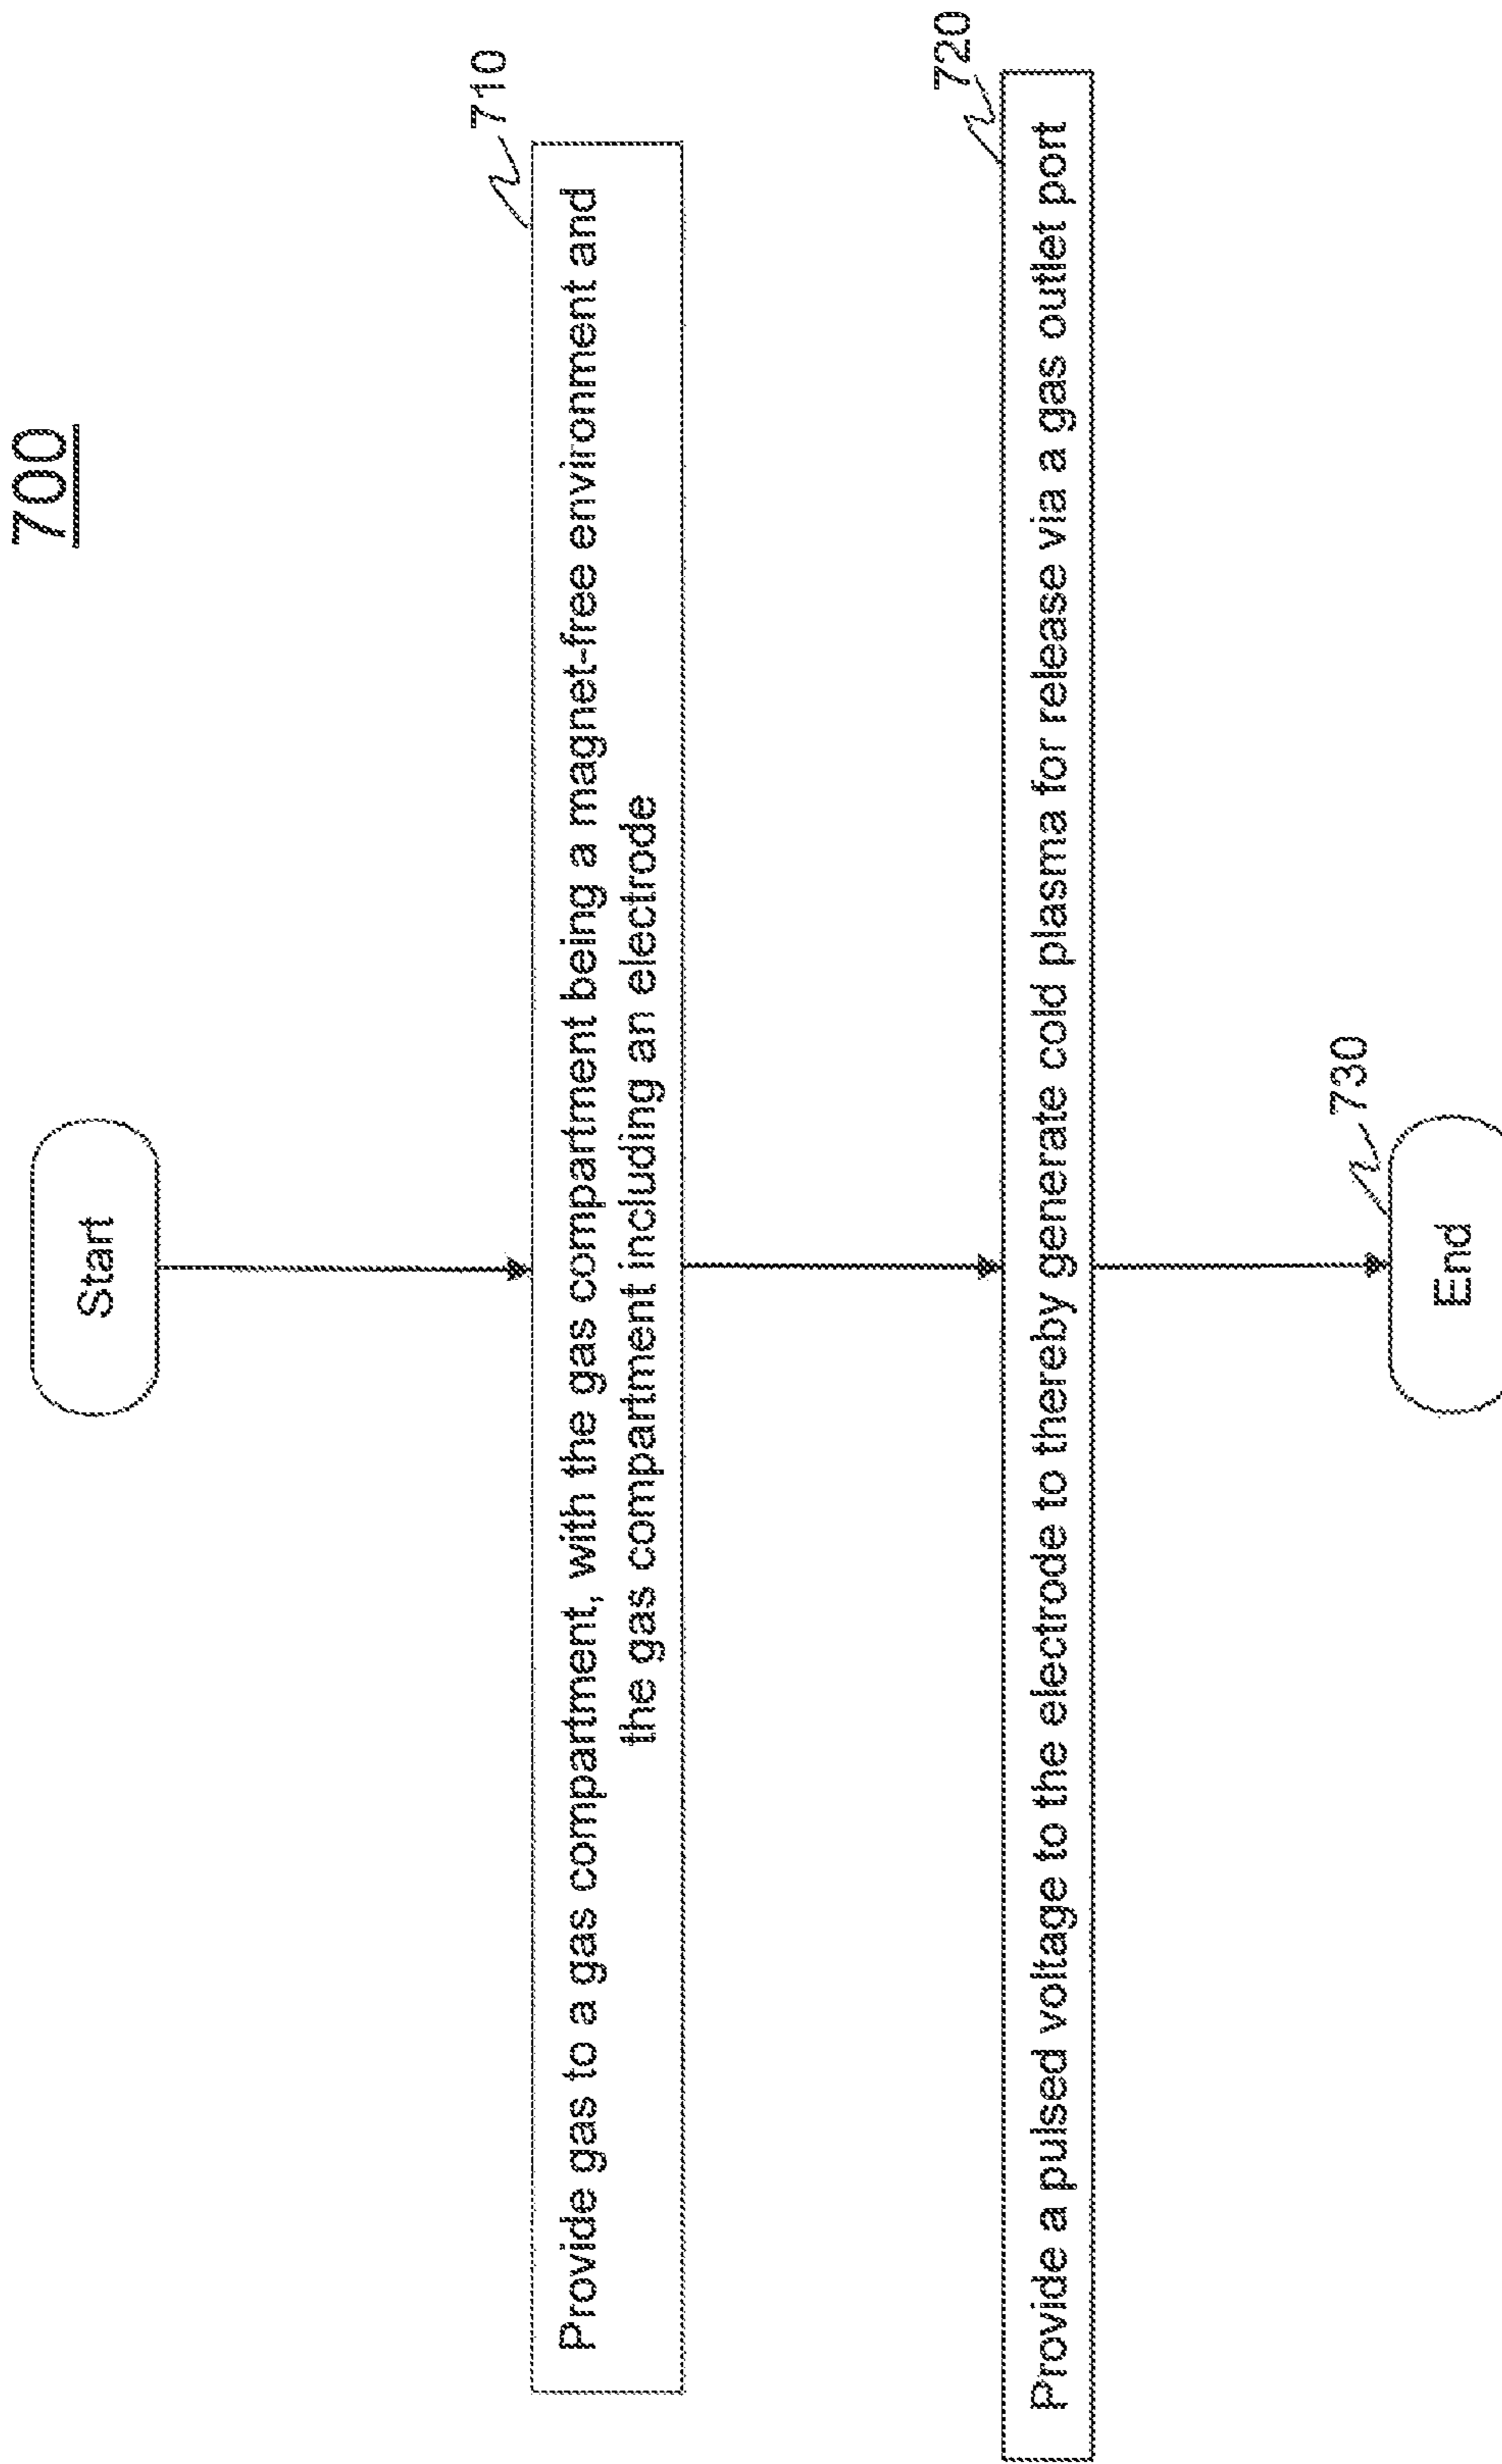 700
Start
710
Provide gas to a gas compartment, with the gas compartment being a magnet-free environment and
the gas compartment including an electrode
720
Provide a pulsed voltage to the electrode to thereby generate cold plasma for release via a gas outlet port
730
End